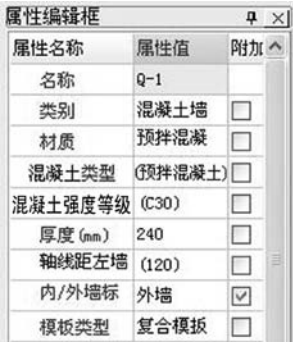 属性编辑框
属性名称 属性值 附加
名称 Q-1
类别 混凝土墙
材质 预拌混凝
混凝土类型 (预拌混凝土)
混凝土强度等级 (C30)
厚度(mm) 240
轴线距左墙 (120)
内/外墙标 外墙
模板类型 复合模扳